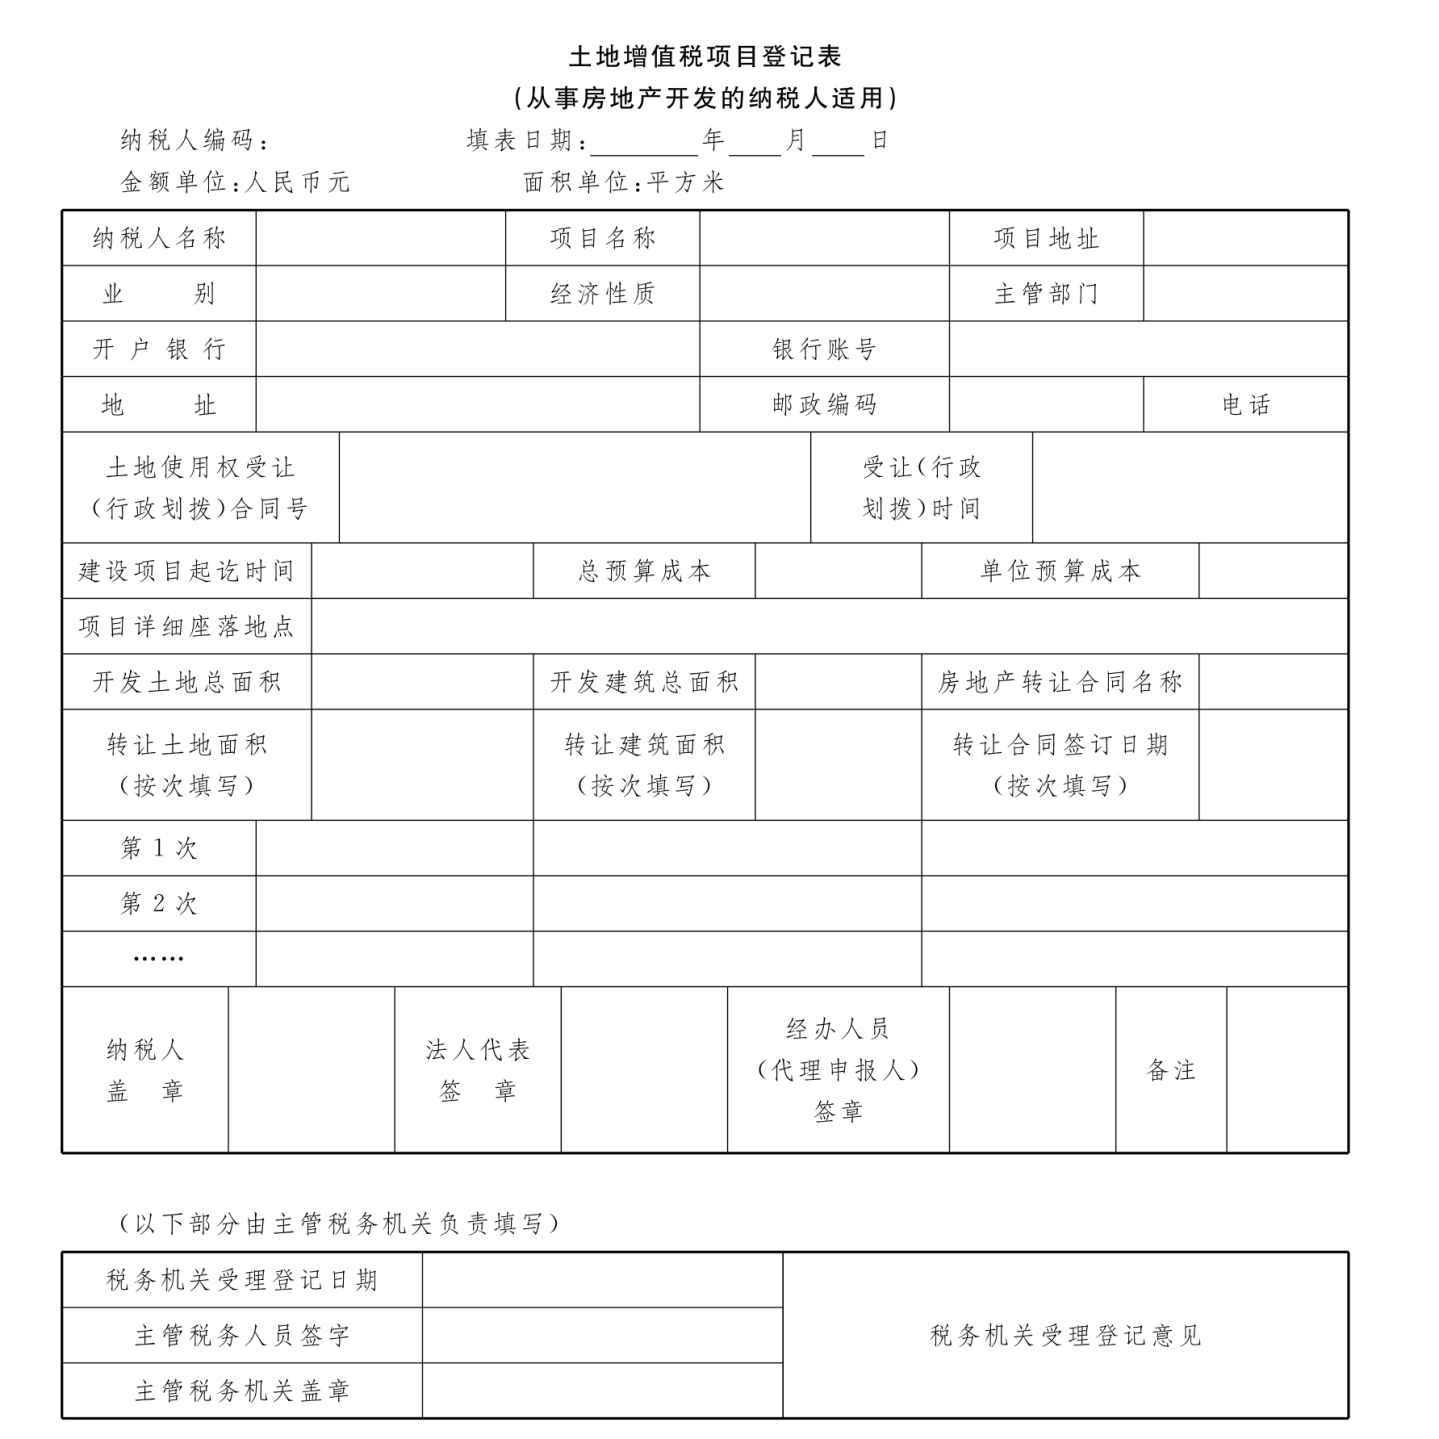 土地增值税项目登记表
(从事房地产开发的纳税人适用)
纳税人编码: 填表日期:____年__月__日
金额单位:人民币元 面积单位:平方米
纳税人名称 项目名称 项目地址
业 别 经济性质 主管部门
开户银行 银行账号
地 址 邮政编码 电话
土地使用权受让
(行政划拨)合同号
受让(行政
划拨)时间
建设项目起讫时间 总预算成本 单位预算成本
项目详细座落地点
开发土地总面积 开发建筑总面积 房地产转让合同名称
转让土地面积
(按次填写)
转让建筑面积
(按次填写)
转让合同签订日期
(按次填写)
第1次
第2次
……
纳税人
盖 章
法人代表
签 章
经办人员
(代理申报人)
签章
备注
(以下部分由主管税务机关负责填写)
税务机关受理登记日期
主管税务人员签字
主管税务机关盖章
税务机关受理登记意见